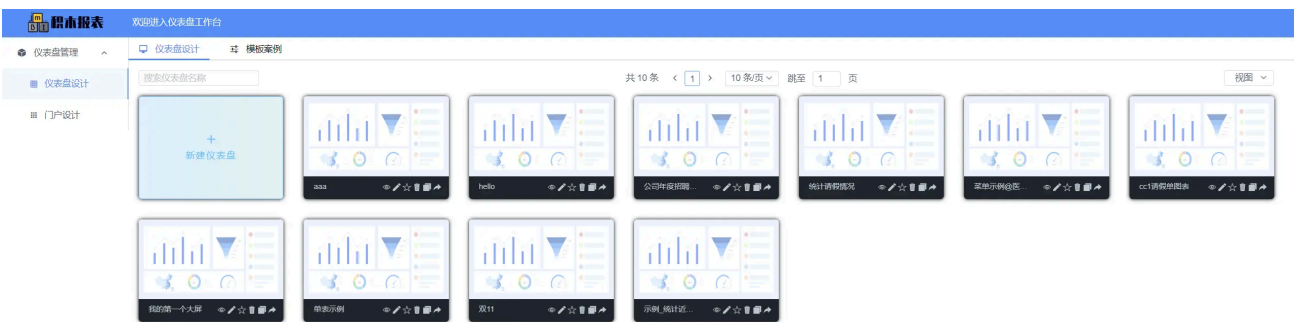 积木报表
欢迎进入仪表盘工作台
仪表盘管理
仪表盘设计
模板案例
仪表盘设计
门户设计
搜索仪表盘名称
共 10 条 < 1 > 10 条/页 跳至 1 页
视图
+
新建仪表盘
aaa
hello
公司年度招聘...
统计请假情况
菜单示例@医...
cc1请假单图表
我的第一个大屏
单表示例
双11
示例_统计近...